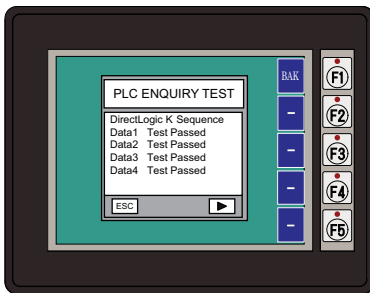 PLC ENQUIRY TEST
DirectLogic K Sequence
Data1 Test Passed
Data2 Test Passed
Data3 Test Passed
Data4 Test Passed
ESC
BAK
-
-
-
-
F1
F2
F3
F4
F5